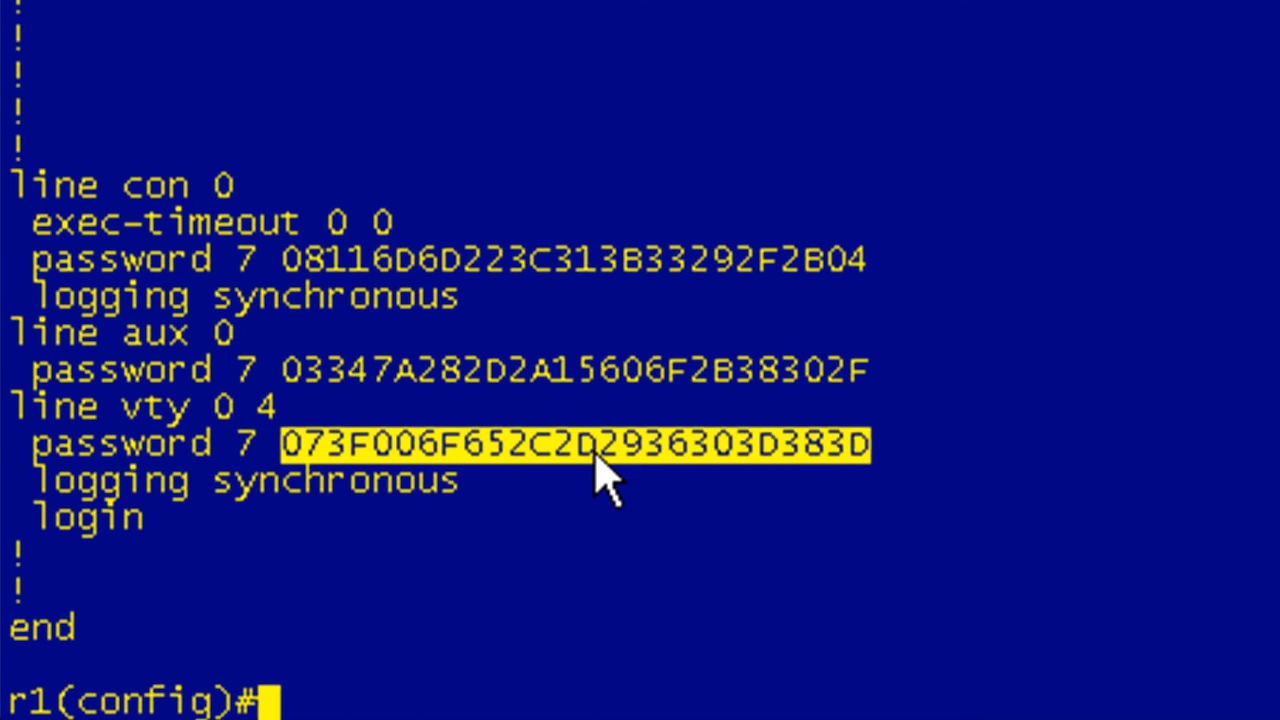 !
!
!
!
!
line con 0
 exec-timeout 0 0
 password 7 08116D6D223C313B33292F2B04
 logging synchronous
line aux 0
 password 7 03347A282D2A15606F2B38302F
line vty 0 4
 password 7 073F006F652C2D2936303D383D
 logging synchronous
 login
!
!
end
r1(config)#